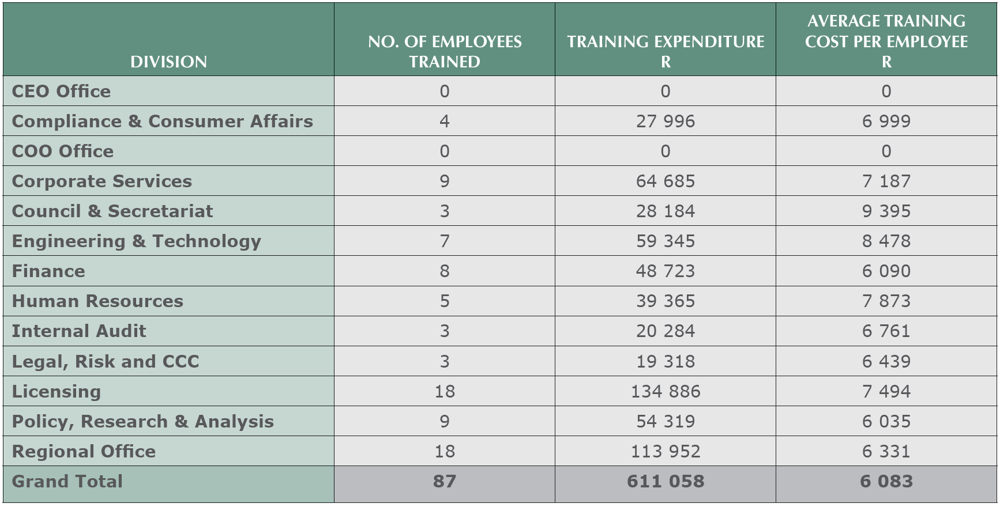 DIVISION
NO. OF EMPLOYEES
TRAINED
TRAINING EXPENDITURE
R
AVERAGE TRAINING
COST PER EMPLOYEE
R
CEO Office 0 0 0
Compliance & Consumer Affairs 4 27 996 6 999
COO Office 0 0 0
Corporate Services 9 64 685 7 187
Council & Secretariat 3 28 184 9 395
Engineering & Technology 7 59 345 8 478
Finance 8 48 723 6 090
Human Resources 5 39 365 7 873
Internal Audit 3 20 284 6 761
Legal, Risk and CCC 3 19 318 6 439
Licensing 18 134 886 7 494
Policy, Research & Analysis 9 54 319 6 035
Regional Office 18 113 952 6 331
Grand Total 87 611 058 6 083